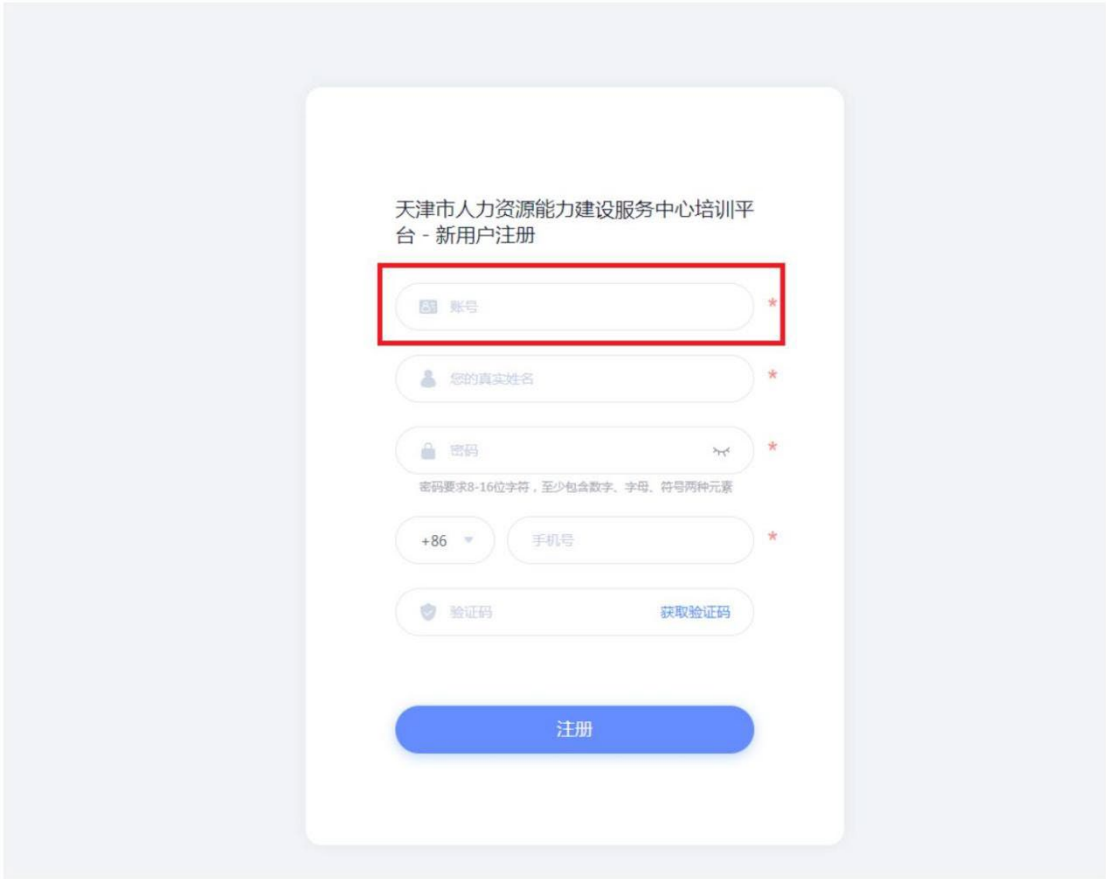 天津市人力资源能力建设服务中心培训平
台 - 新用户注册
账号 *
您的真实姓名 *
密码 *
密码要求8-16位字符，至少包含数字、字母、符号两种元素
+86 手机号 *
验证码 获取验证码
注册